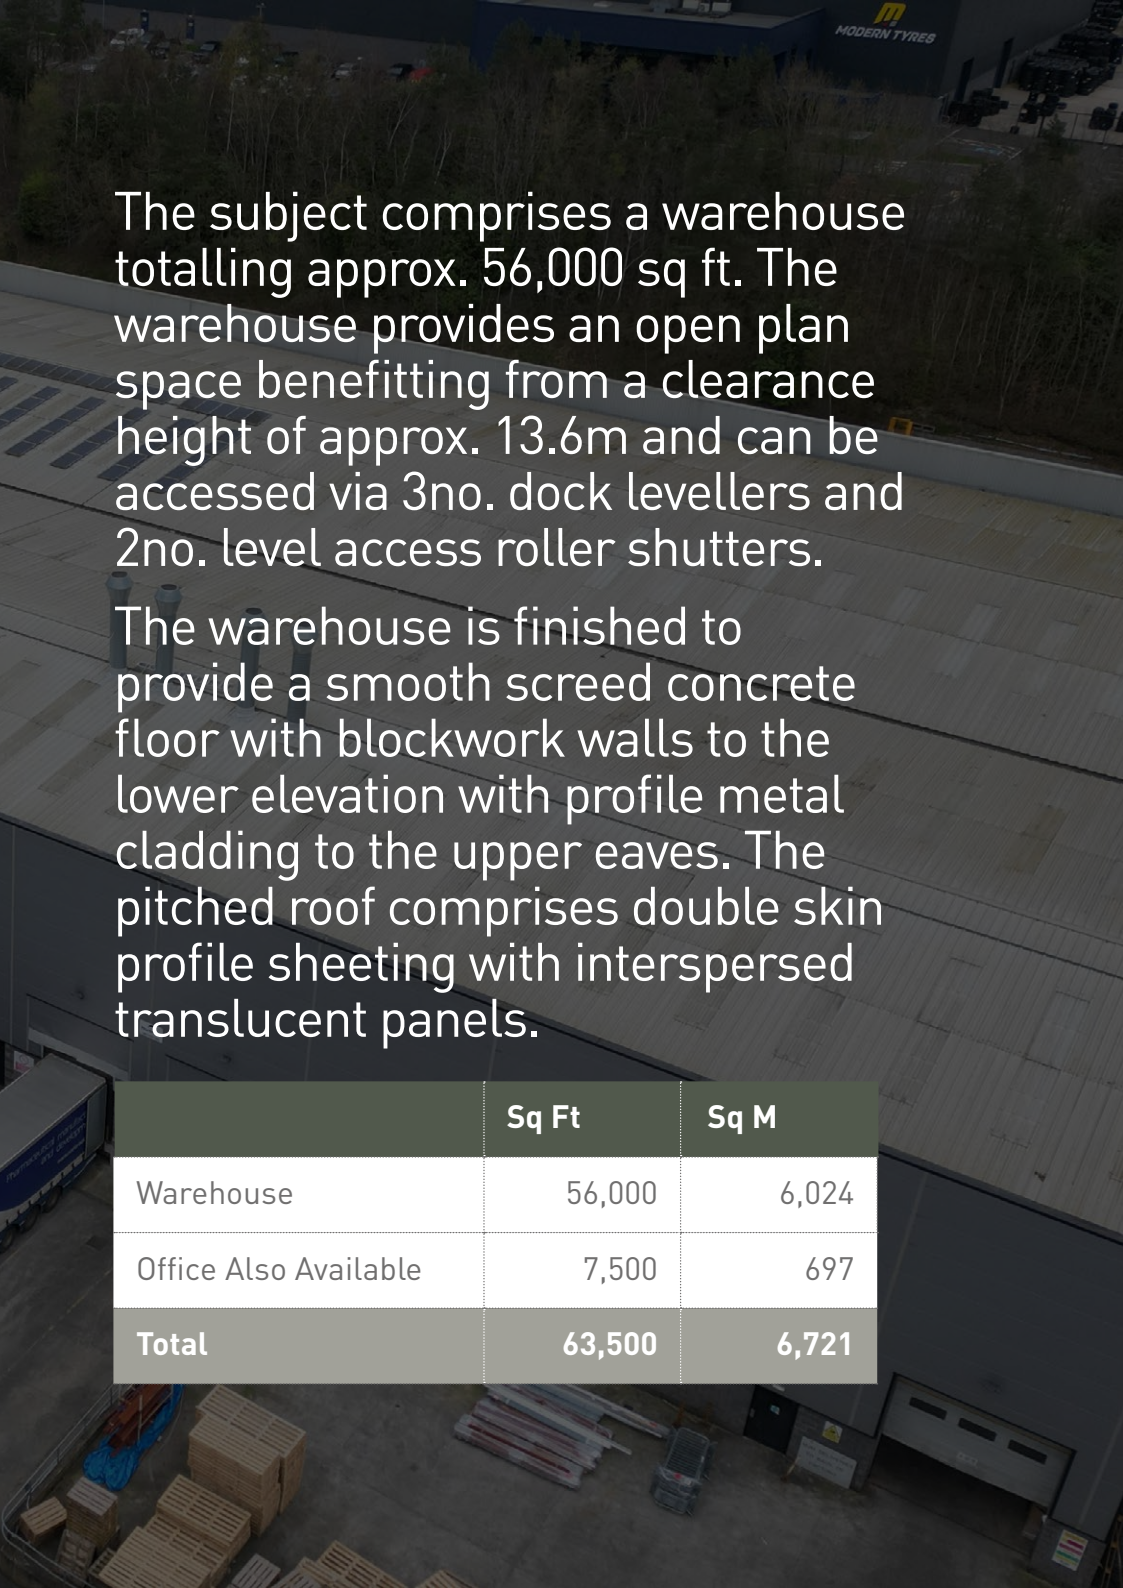 MODERN TYRES
The subject comprises a warehouse
totalling approx. 56,000 sq ft. The
warehouse provides an open plan
space benefitting from a clearance
height of approx. 13.6m and can be
accessed via 3no. dock levellers and
2no. level access roller shutters.
The warehouse is finished to
provide a smooth screed concrete
floor with blockwork walls to the
lower elevation with profile metal
cladding to the upper eaves. The
pitched roof comprises double skin
profile sheeting with interspersed
translucent panels.
Sq Ft Sq M
Warehouse 56,000 6,024
Office Also Available 7,500 697
Total 63,500 6,721